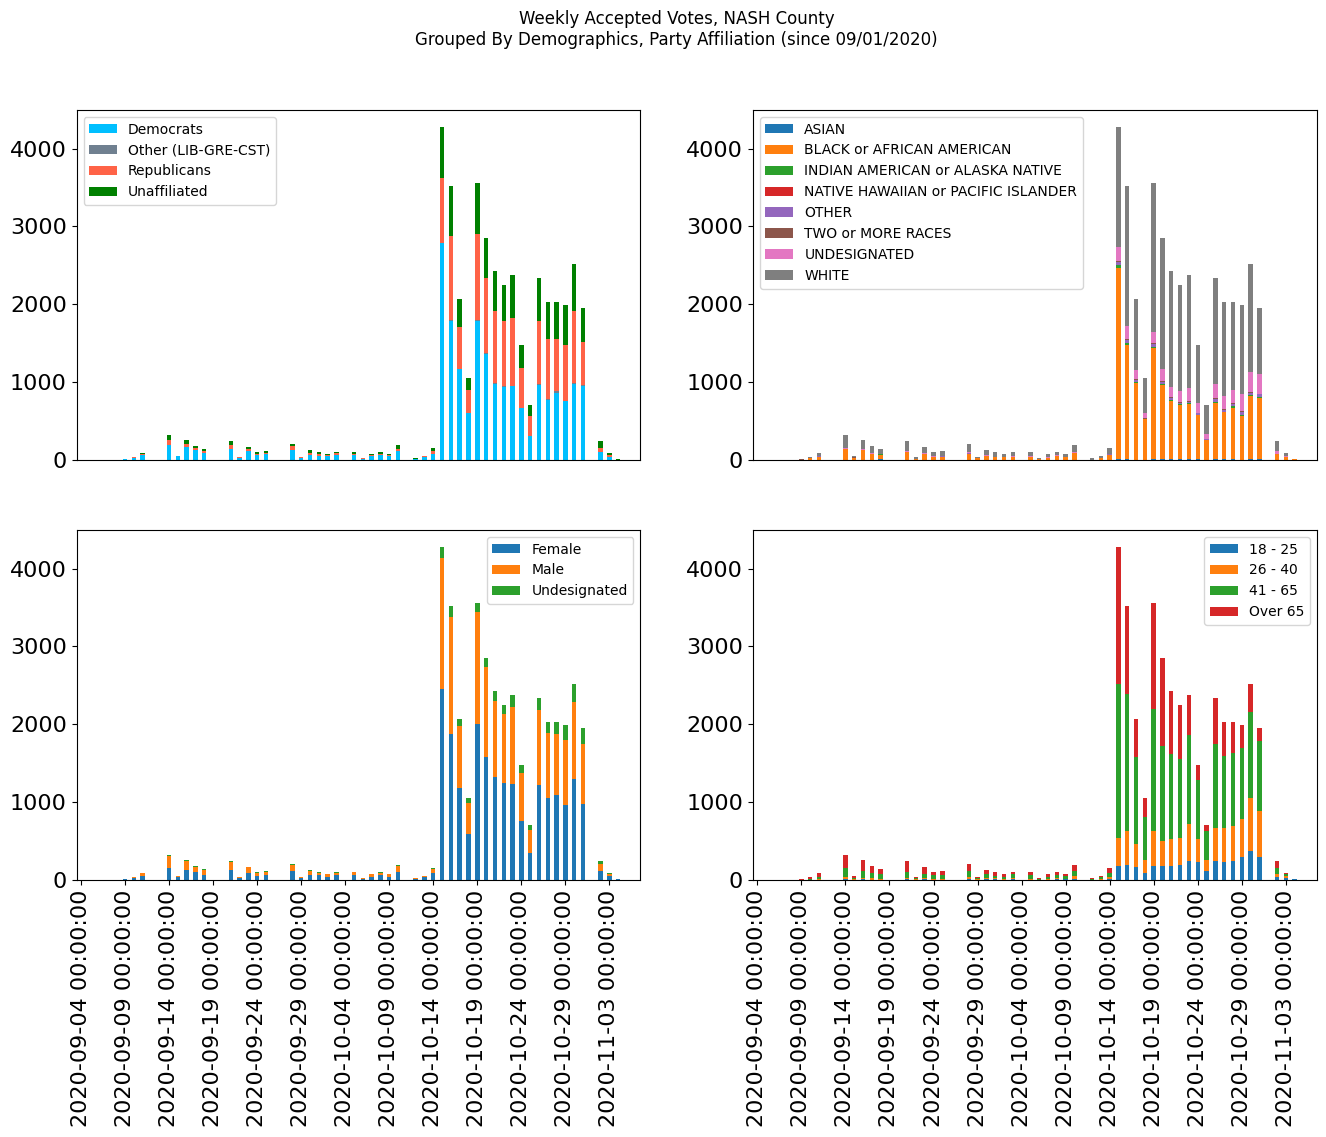 Weekly Accepted Votes, NASH County
Grouped By Demographics, Party Affiliation (since 09/01/2020)
4000
3000
2000
1000
0
Democrats
Other (LIB-GRE-CST)
Republicans
Unaffiliated
4000
3000
2000
1000
0
ASIAN
BLACK or AFRICAN AMERICAN
INDIAN AMERICAN or ALASKA NATIVE
NATIVE HAWAIIAN or PACIFIC ISLANDER
OTHER
TWO or MORE RACES
UNDESIGNATED
WHITE
4000
3000
2000
1000
0
Female
Male
Undesignated
2020-09-04 00:00:00
2020-09-09 00:00:00
2020-09-14 00:00:00
2020-09-19 00:00:00
2020-09-24 00:00:00
2020-09-29 00:00:00
2020-10-04 00:00:00
2020-10-09 00:00:00
2020-10-14 00:00:00
2020-10-19 00:00:00
2020-10-24 00:00:00
2020-10-29 00:00:00
2020-11-03 00:00:00
4000
3000
2000
1000
0
18 - 25
26 - 40
41 - 65
Over 65
2020-09-04 00:00:00
2020-09-09 00:00:00
2020-09-14 00:00:00
2020-09-19 00:00:00
2020-09-24 00:00:00
2020-09-29 00:00:00
2020-10-04 00:00:00
2020-10-09 00:00:00
2020-10-14 00:00:00
2020-10-19 00:00:00
2020-10-24 00:00:00
2020-10-29 00:00:00
2020-11-03 00:00:00